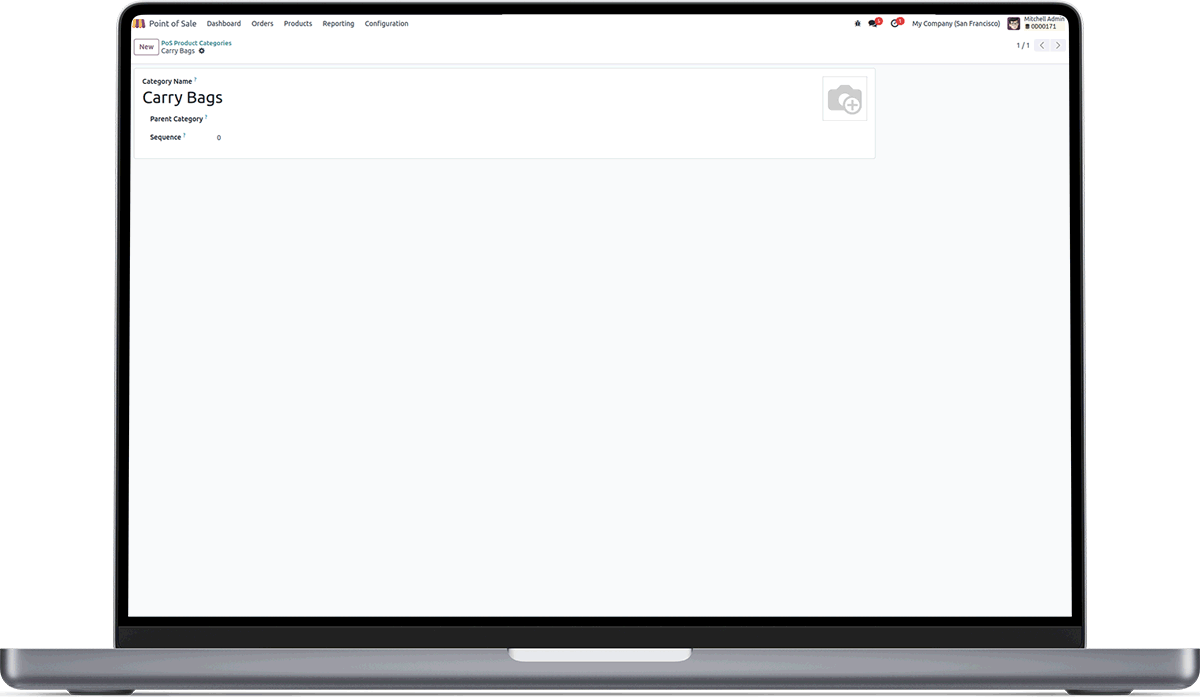 Point of Sale Dashboard Orders Products Reporting Configuration 5 1 My Company (San Francisco) Mitchell Admin
0000171
New PoS Product Categories 1 / 1
Carry Bags
Category Name ?
Carry Bags
Parent Category ?
Sequence ? 0